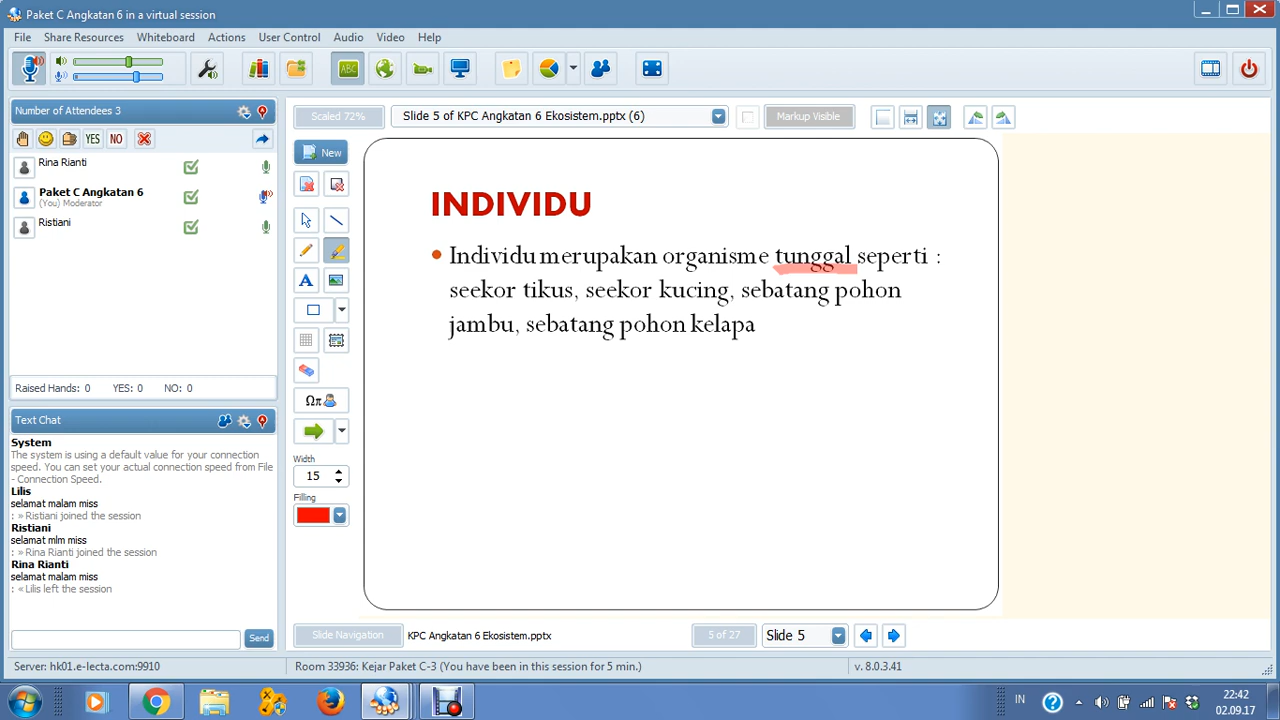 Paket C Angkatan 6 in a virtual session
File Share Resources Whiteboard Actions User Control Audio Video Help
ABC
Number of Attendees 3
YES NO
Rina Rianti
Paket C Angkatan 6
(You) Moderator
Ristiani
Raised Hands: 0 YES: 0 NO: 0
Text Chat
System
The system is using a default value for your connection
speed. You can set your actual connection speed from File
- Connection Speed.
Lilis
selamat malam miss
: » Ristiani joined the session
Ristiani
selamat mlm miss
: » Rina Rianti joined the session
Rina Rianti
selamat malam miss
: « Lilis left the session
Send
Scaled 72% Slide 5 of KPC Angkatan 6 Ekosistem.pptx (6) Markup Visible
New
A
Ωπ
Width
15
Filling
INDIVIDU
• Individu merupakan organisme tunggal seperti :
seekor tikus, seekor kucing, sebatang pohon
jambu, sebatang pohon kelapa
Slide Navigation KPC Angkatan 6 Ekosistem.pptx 5 of 27 Slide 5
Server: hk01.e-lecta.com:9910 Room 33936: Kejar Paket C-3 (You have been in this session for 5 min.) v. 8.0.3.41
IN 22:42
02.09.17